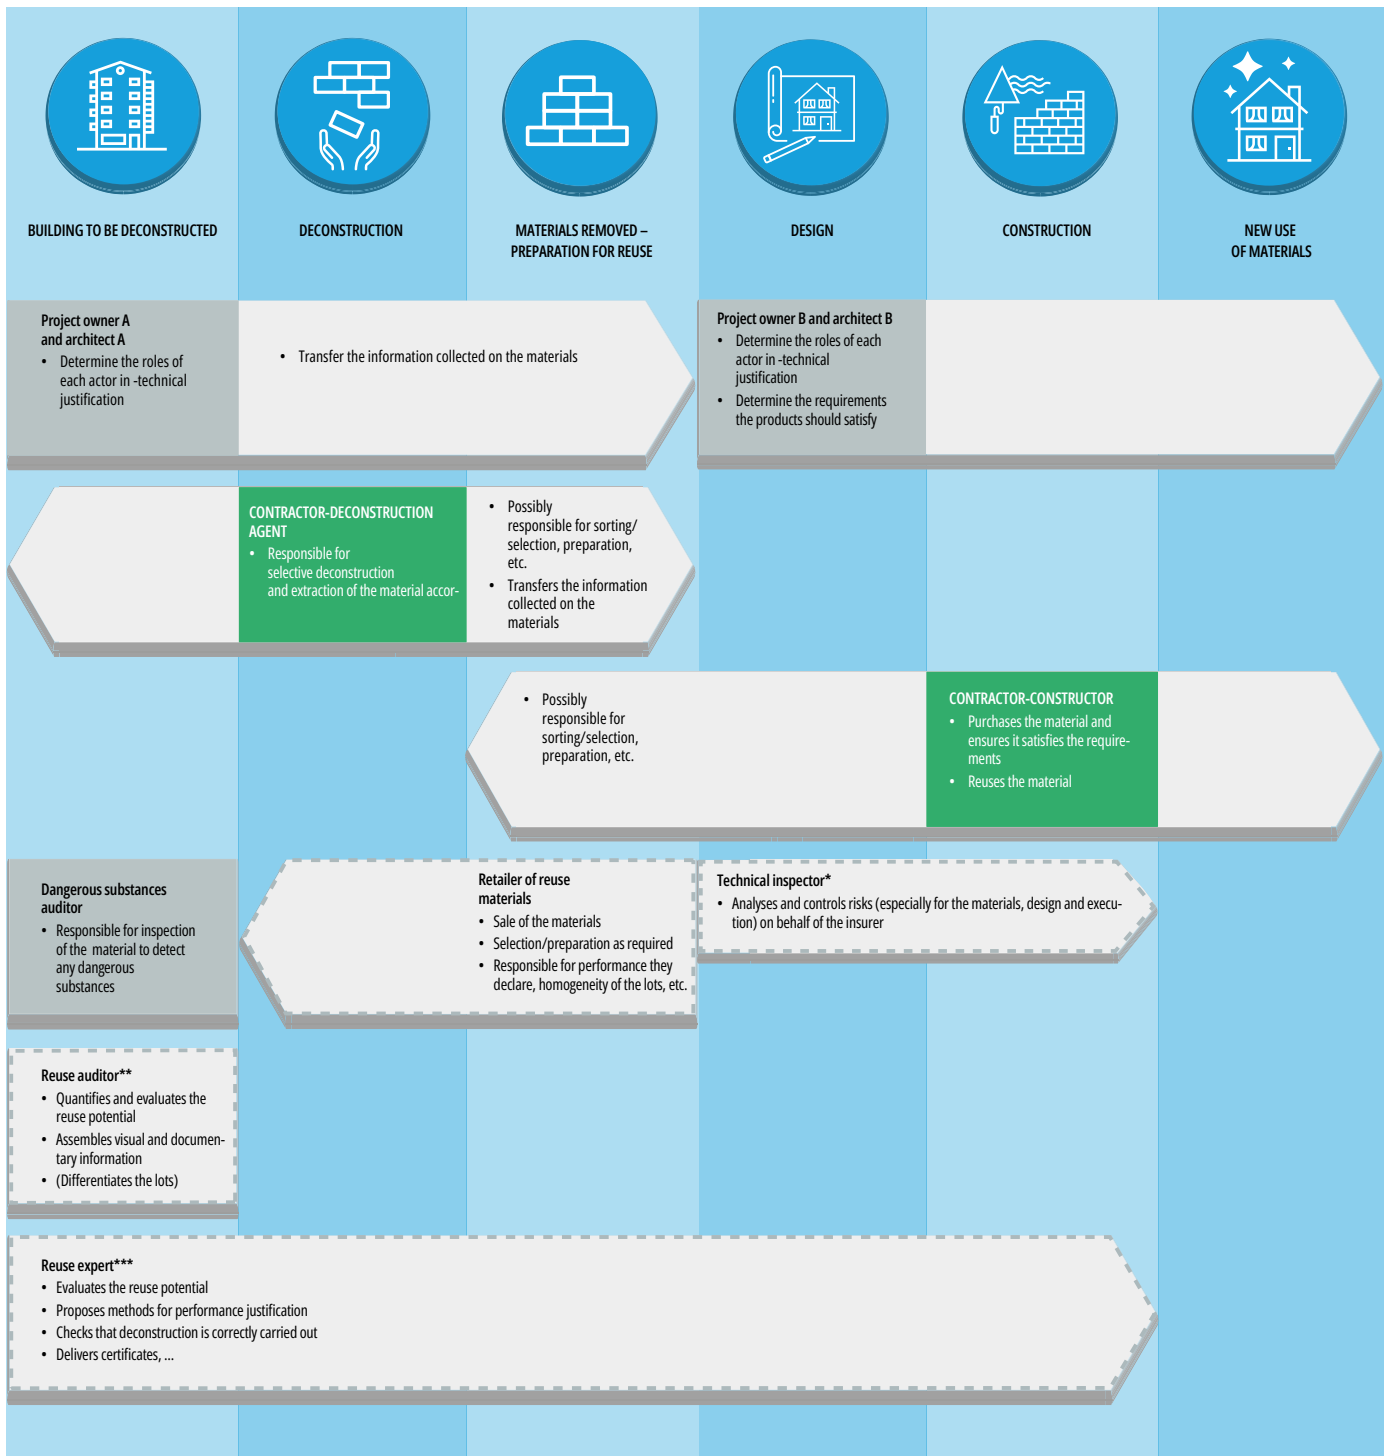 BUILDING TO BE DECONSTRUCTED
DECONSTRUCTION
MATERIALS REMOVED –
PREPARATION FOR REUSE
DESIGN
CONSTRUCTION
NEW USE
OF MATERIALS
Project owner A
and architect A
• Determine the roles of
each actor in -technical
justification
• Transfer the information collected on the materials
Project owner B and architect B
• Determine the roles of each
actor in -technical
justification
• Determine the requirements
the products should satisfy
CONTRACTOR-DECONSTRUCTION
AGENT
• Responsible for
selective deconstruction
and extraction of the material accor-
• Possibly
responsible for sorting/
selection, preparation,
etc.
• Transfers the information
collected on the
materials
• Possibly
responsible for
sorting/selection,
preparation, etc.
CONTRACTOR-CONSTRUCTOR
• Purchases the material and
ensures it satisfies the require-
ments
• Reuses the material
Dangerous substances
auditor
• Responsible for inspection
of the material to detect
any dangerous
substances
Retailer of reuse
materials
• Sale of the materials
• Selection/preparation as required
• Responsible for performance they
declare, homogeneity of the lots, etc.
Technical inspector*
• Analyses and controls risks (especially for the materials, design and execu-
tion) on behalf of the insurer
Reuse auditor**
• Quantifies and evaluates the
reuse potential
• Assembles visual and documen-
tary information
• (Differentiates the lots)
Reuse expert***
• Evaluates the reuse potential
• Proposes methods for performance justification
• Checks that deconstruction is correctly carried out
• Delivers certificates, ...